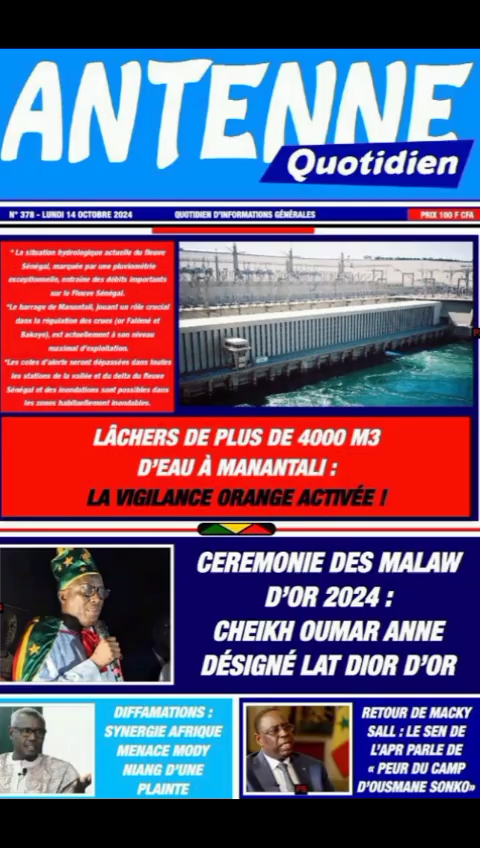 ANTENNE
Quotidien
N° 378 - LUNDI 14 OCTOBRE 2024 QUOTIDIEN D'INFORMATIONS GÉNÉRALES PRIX 100 F CFA
* La situation hydrologique actuelle du fleuve
Sénégal, marquée par une pluviométrie
exceptionnelle, entraîne des débits importants
sur le Fleuve Sénégal.
*Le barrage de Manantali, jouant un rôle crucial
dans la régulation des crues (or Falémé et
Bakoye), est actuellement à son niveau
maximal d'exploitation.
*Les cotes d'alerte seront dépassées dans toutes
les stations de la vallée et du delta du fleuve
Sénégal et des inondations sont possibles dans
les zones habituellement inondables.
LÂCHERS DE PLUS DE 4000 M3
D'EAU À MANANTALI :
LA VIGILANCE ORANGE ACTIVÉE !
CEREMONIE DES MALAW
D'OR 2024 :
CHEIKH OUMAR ANNE
DÉSIGNÉ LAT DIOR D'OR
DIFFAMATIONS :
SYNERGIE AFRIQUE
MENACE MODY
NIANG D'UNE
PLAINTE
RETOUR DE MACKY
SALL : LE SEN DE
L'APR PARLE DE
« PEUR DU CAMP
D'OUSMANE SONKO»